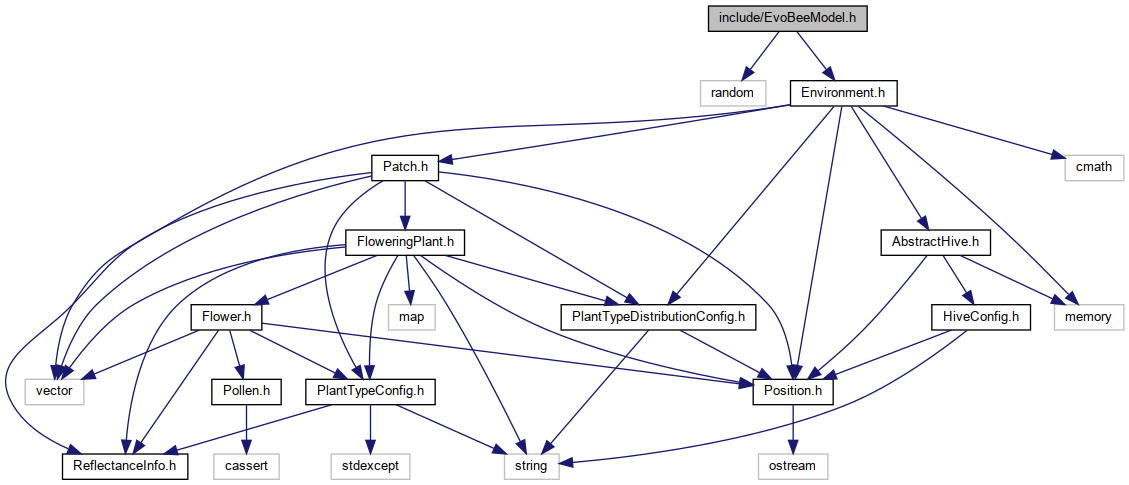 include/EvoBeeModel.h
random
Environment.h
Patch.h
cmath
FloweringPlant.h
AbstractHive.h
Flower.h
map
PlantTypeDistributionConfig.h
HiveConfig.h
memory
vector
Pollen.h
PlantTypeConfig.h
Position.h
ReflectanceInfo.h
cassert
stdexcept
string
ostream